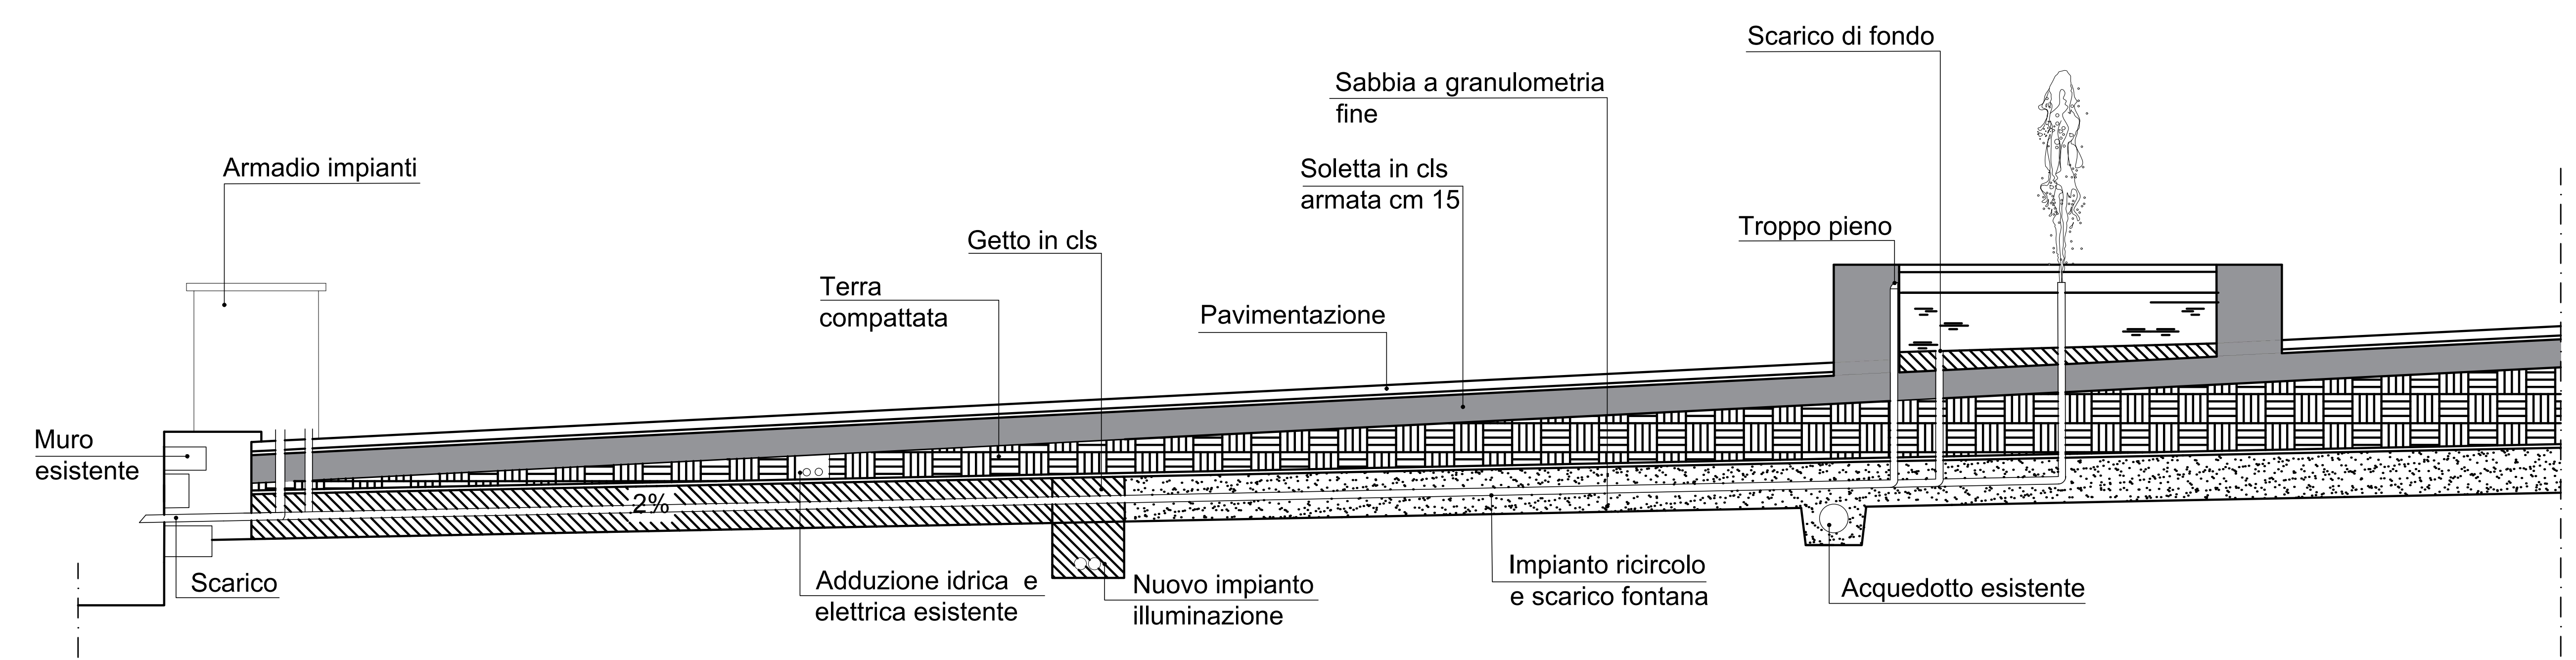 Scarico di fondo
Sabbia a granulometria
fine
Armadio impianti
Soletta in cls
armata cm 15
Troppo pieno
Getto in cls
Terra
compattata
Pavimentazione
Muro
esistente
2%
Scarico
Adduzione idrica e
elettrica esistente
Nuovo impianto
illuminazione
Impianto ricircolo
e scarico fontana
Acquedotto esistente